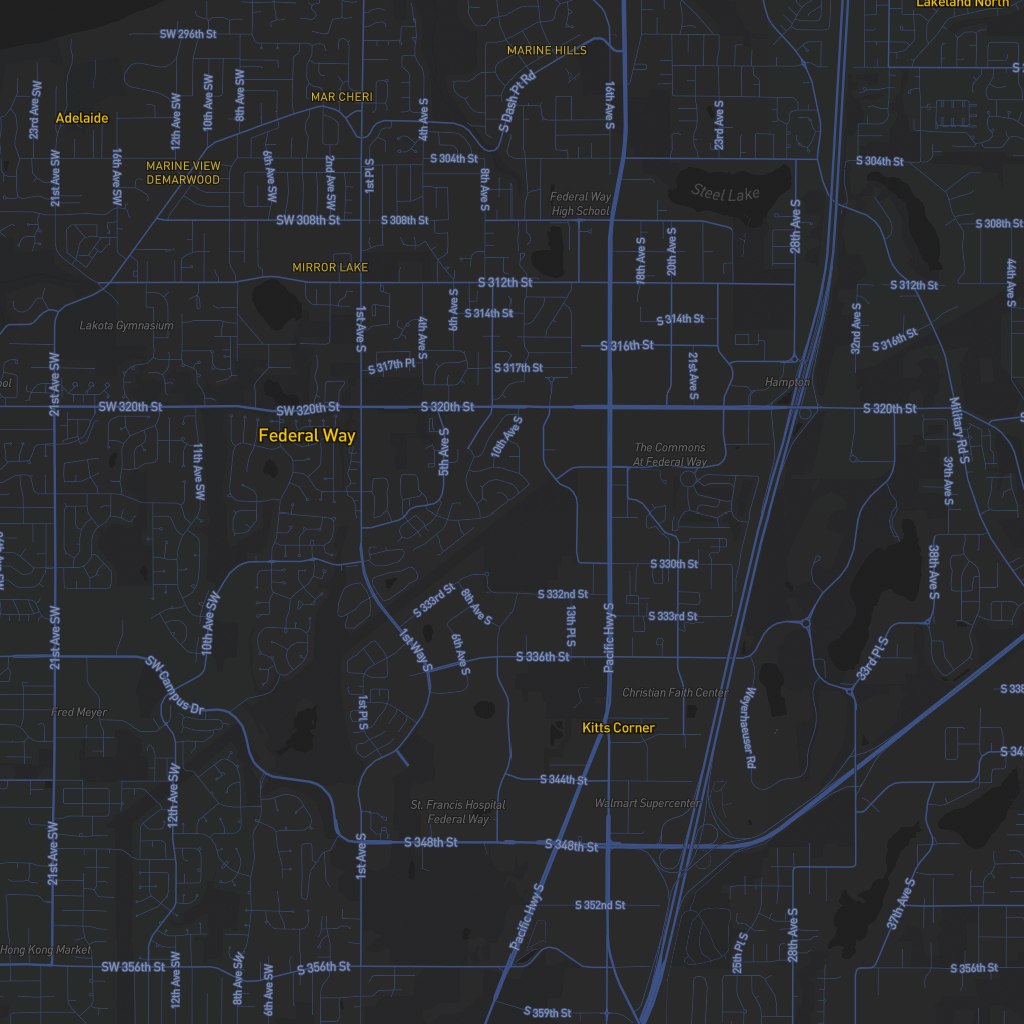 Lakeland North
SW 296th St
MARINE HILLS
S Dash Pt Rd
16th Ave S
23rd Ave SW
10th Ave SW
8th Ave SW
12th Ave SW
MAR CHERI
4th Ave S
23rd Ave S
Adelaide
MARINE VIEW
DEMARWOOD
21st Ave SW
16th Ave SW
6th Ave SW
2nd Ave SW
1st Pl S
S 304th St
8th Ave S
S 304th St
Steel Lake
Federal Way
High School
SW 308th St
S 308th St
28th Ave S
S 308th St
18th Ave S
20th Ave S
MIRROR LAKE
S 312th St
S 312th St
44th Ave S
6th Ave S
S 314th St
S 314th St
Lakota Gymnasium
1st Ave S
4th Ave S
32nd Ave S
S 316th St
S 316th St
21st Ave SW
S 317th Pl
S 317th St
21st Ave S
Hampton
SW 320th St
SW 320th St
S 320th St
S 320th St
Federal Way
10th Ave S
5th Ave S
Military Rd S
The Commons
At Federal Way
11th Ave SW
39th Ave S
S 330th St
38th Ave S
S 333rd St
8th Ave S
S 332nd St
10th Ave SW
13th Pl S
S 333rd St
21st Ave SW
1st Way S
6th Ave S
Pacific Hwy S
33rd Pl S
S 336th St
SW Campus Dr
Christian Faith Center
S 338
Fred Meyer
1st Pl S
Weyerhaeuser Rd
Kitts Corner
S 342
12th Ave SW
S 344th St
St. Francis Hospital
Federal Way
Walmart Supercenter
21st Ave SW
1st Ave S
S 348th St
S 348th St
37th Ave S
S 352nd St
Pacific Hwy S
28th Ave S
25th Pl S
Hong Kong Market
SW 356th St
12th Ave SW
8th Ave SW
6th Ave SW
S 356th St
S 356th St
S 359th St